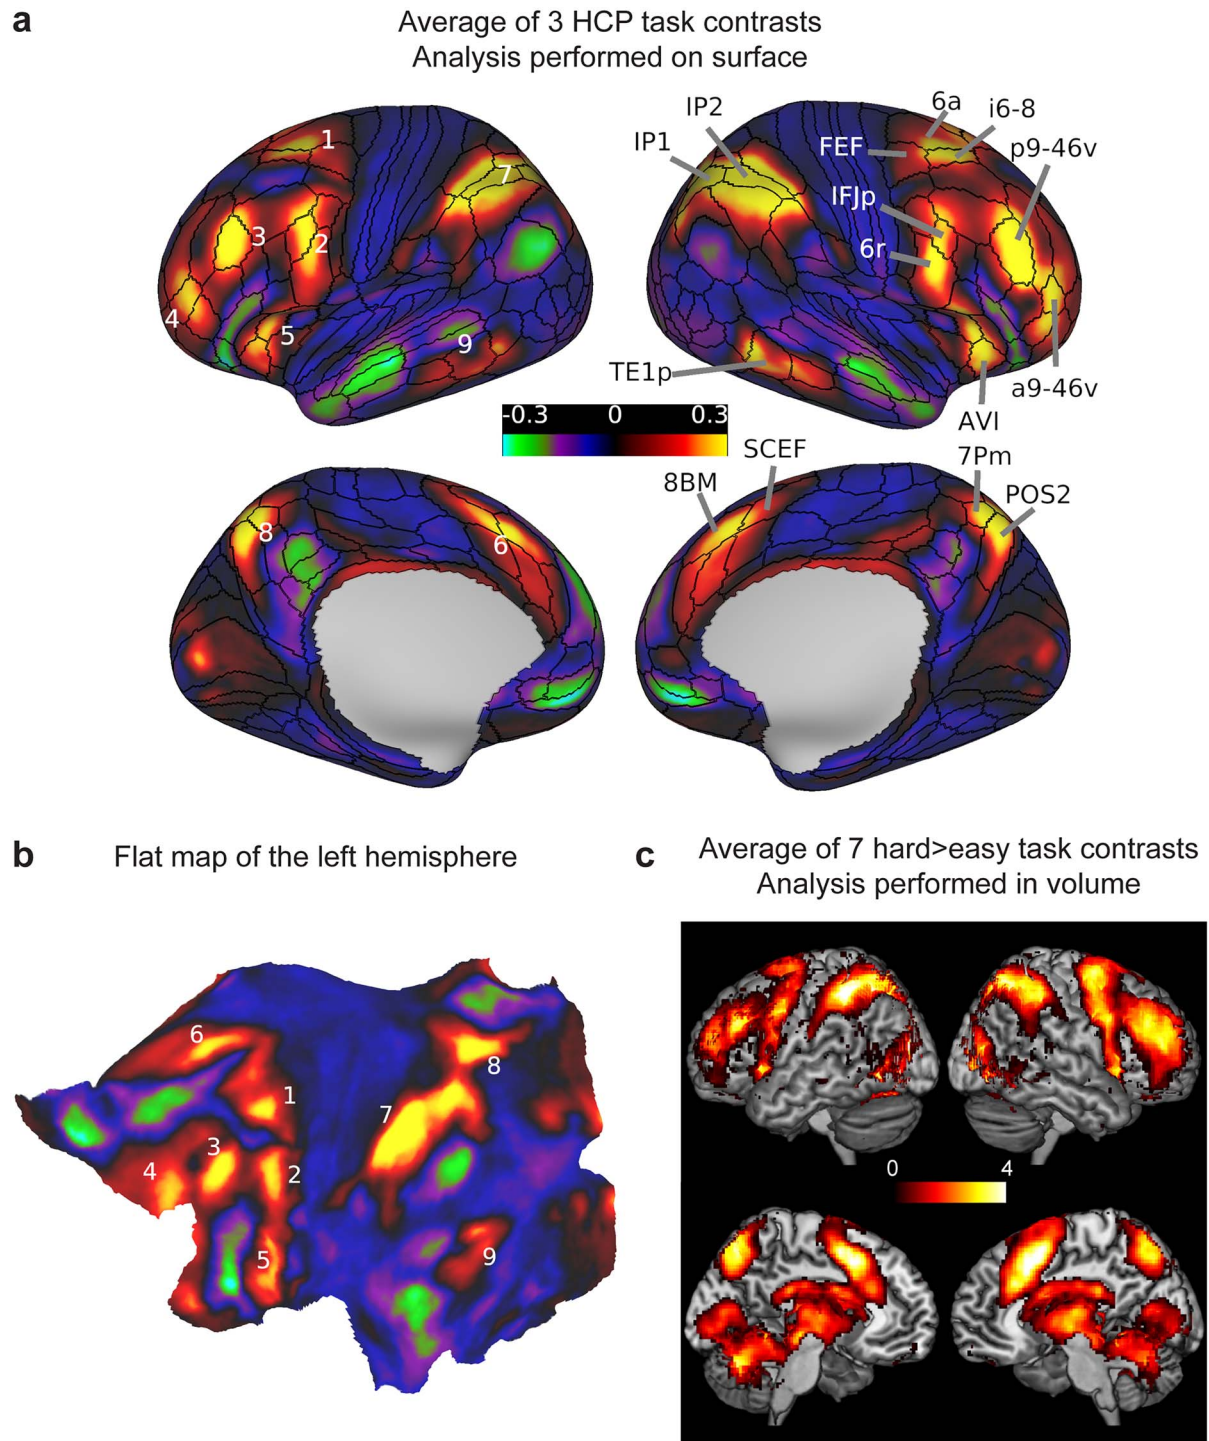 a
Average of 3 HCP task contrasts
Analysis performed on surface
IP2
IP1
6a
i6-8
FEF
p9-46v
IFJp
6r
1
7
3
2
4
5
9
TE1p
a9-46v
AVI
-0.3 0 0.3
SCEF
8BM
7Pm
POS2
8
6
b
Flat map of the left hemisphere
6
1
8
7
3
4
2
5
9
c
Average of 7 hard>easy task contrasts
Analysis performed in volume
0 4